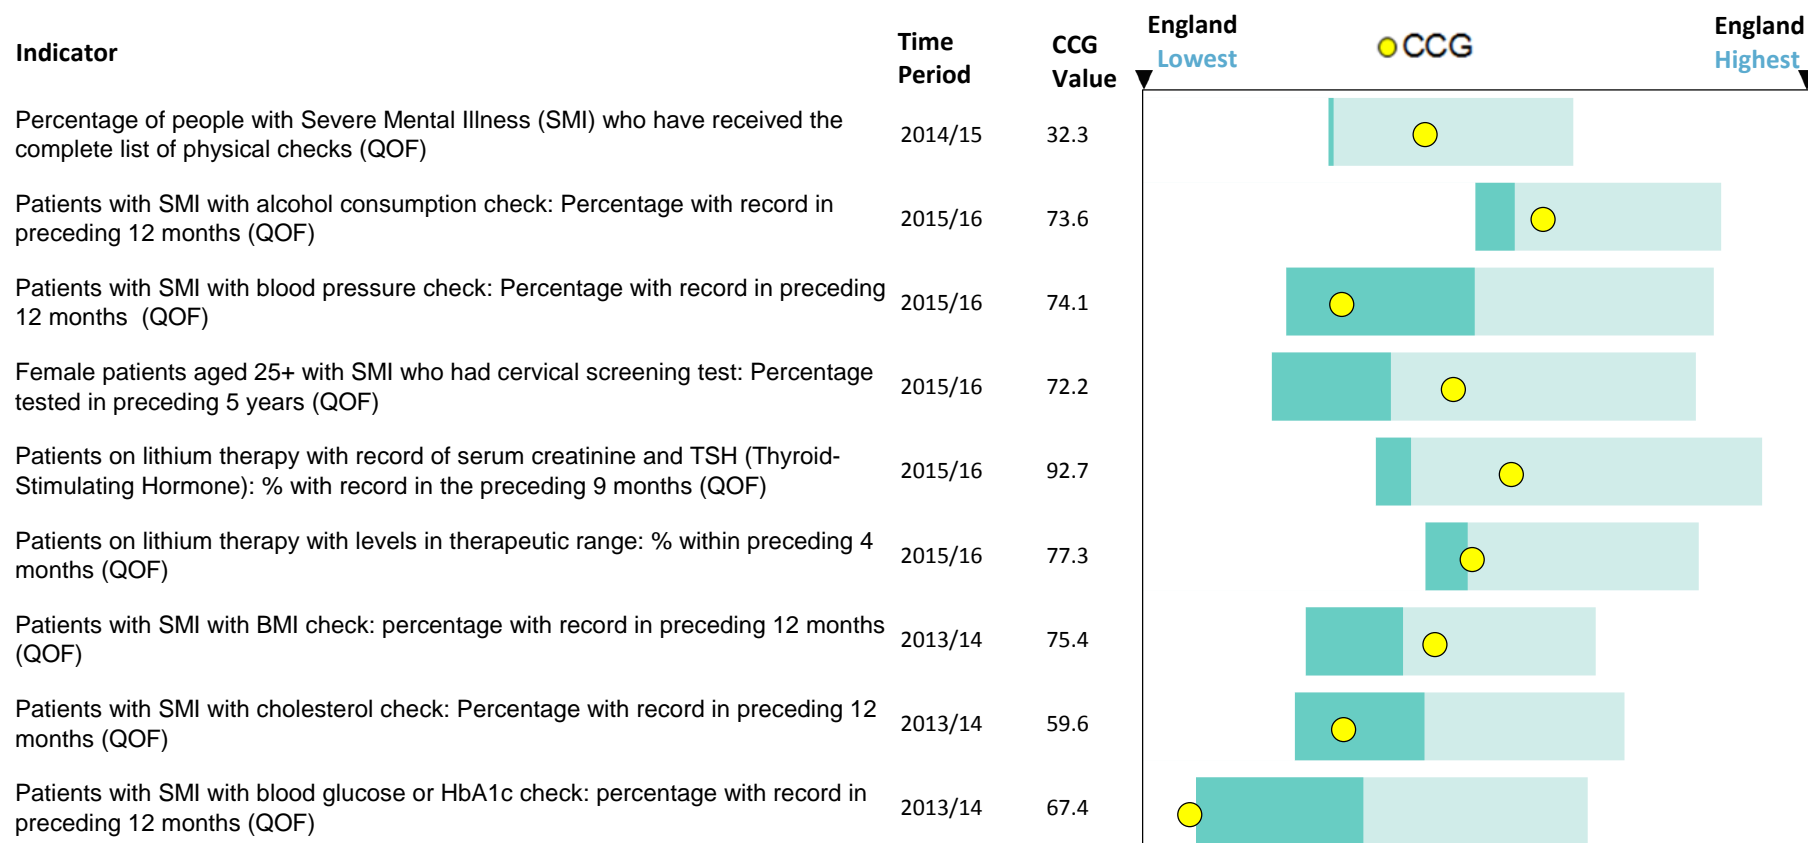 Indicator
Time
Period
CCG
Value
England
Lowest
CCG
England
Highest
Percentage of people with Severe Mental Illness (SMI) who have received the
complete list of physical checks (QOF)
2014/15
32.3
Patients with SMI with alcohol consumption check: Percentage with record in
preceding 12 months (QOF)
2015/16
73.6
Patients with SMI with blood pressure check: Percentage with record in preceding
12 months  (QOF)
2015/16
74.1
Female patients aged 25+ with SMI who had cervical screening test: Percentage
tested in preceding 5 years (QOF)
2015/16
72.2
Patients on lithium therapy with record of serum creatinine and TSH (Thyroid-
Stimulating Hormone): % with record in the preceding 9 months (QOF)
2015/16
92.7
Patients on lithium therapy with levels in therapeutic range: % within preceding 4
months (QOF)
2015/16
77.3
Patients with SMI with BMI check: percentage with record in preceding 12 months
(QOF)
2013/14
75.4
Patients with SMI with cholesterol check: Percentage with record in preceding 12
months (QOF)
2013/14
59.6
Patients with SMI with blood glucose or HbA1c check: percentage with record in
preceding 12 months (QOF)
2013/14
67.4